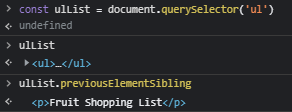 > const ulList = document.querySelector('ul')
< undefined
> ulList
< ▶<ul>…</ul>
> ulList.previousElementSibling
< <p>Fruit Shopping List</p>